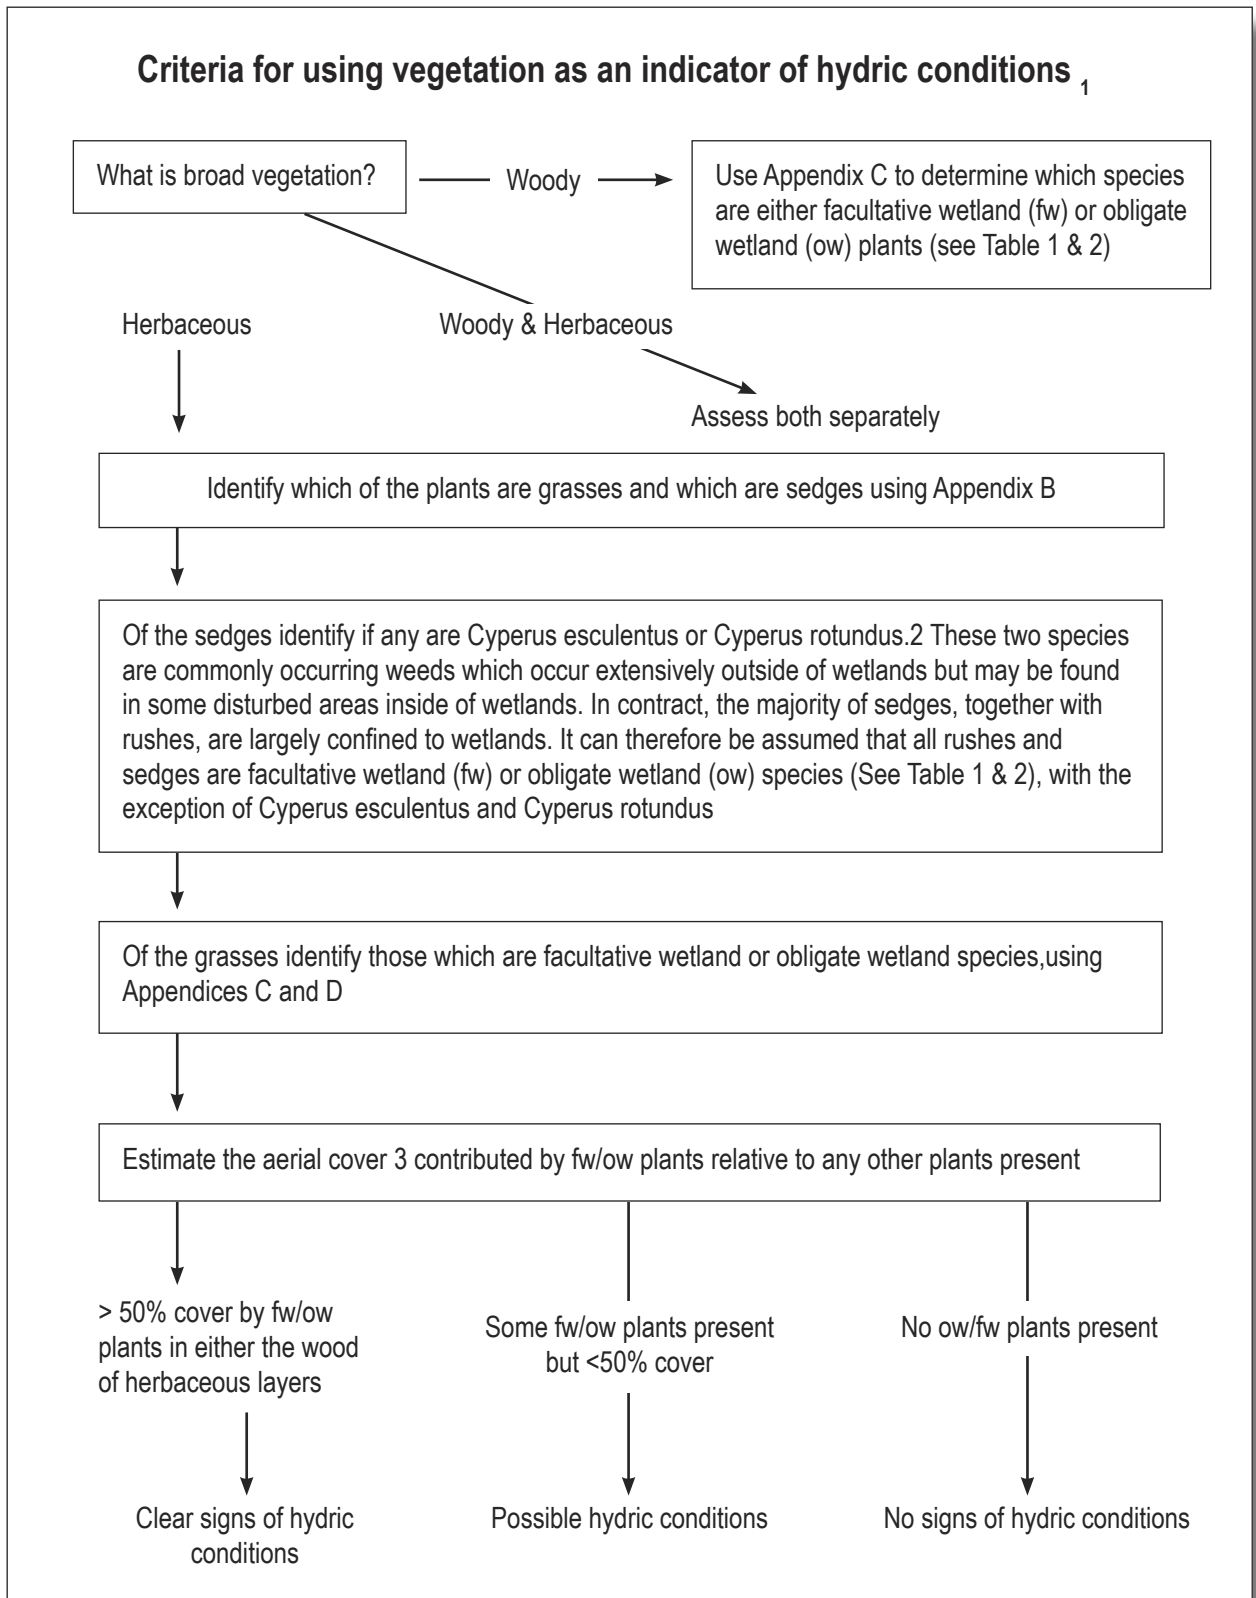 Criteria for using vegetation as an indicator of hydric conditions 1
What is broad vegetation?
Woody
Use Appendix C to determine which species
are either facultative wetland (fw) or obligate
wetland (ow) plants (see Table 1 & 2)
Herbaceous
Woody & Herbaceous
Assess both separately
Identify which of the plants are grasses and which are sedges using Appendix B
Of the sedges identify if any are Cyperus esculentus or Cyperus rotundus.2 These two species
are commonly occurring weeds which occur extensively outside of wetlands but may be found
in some disturbed areas inside of wetlands. In contract, the majority of sedges, together with
rushes, are largely confined to wetlands. It can therefore be assumed that all rushes and
sedges are facultative wetland (fw) or obligate wetland (ow) species (See Table 1 & 2), with the
exception of Cyperus esculentus and Cyperus rotundus
Of the grasses identify those which are facultative wetland or obligate wetland species,using
Appendices C and D
Estimate the aerial cover 3 contributed by fw/ow plants relative to any other plants present
> 50% cover by fw/ow
plants in either the wood
of herbaceous layers
Some fw/ow plants present
but <50% cover
No ow/fw plants present
Clear signs of hydric
conditions
Possible hydric conditions
No signs of hydric conditions